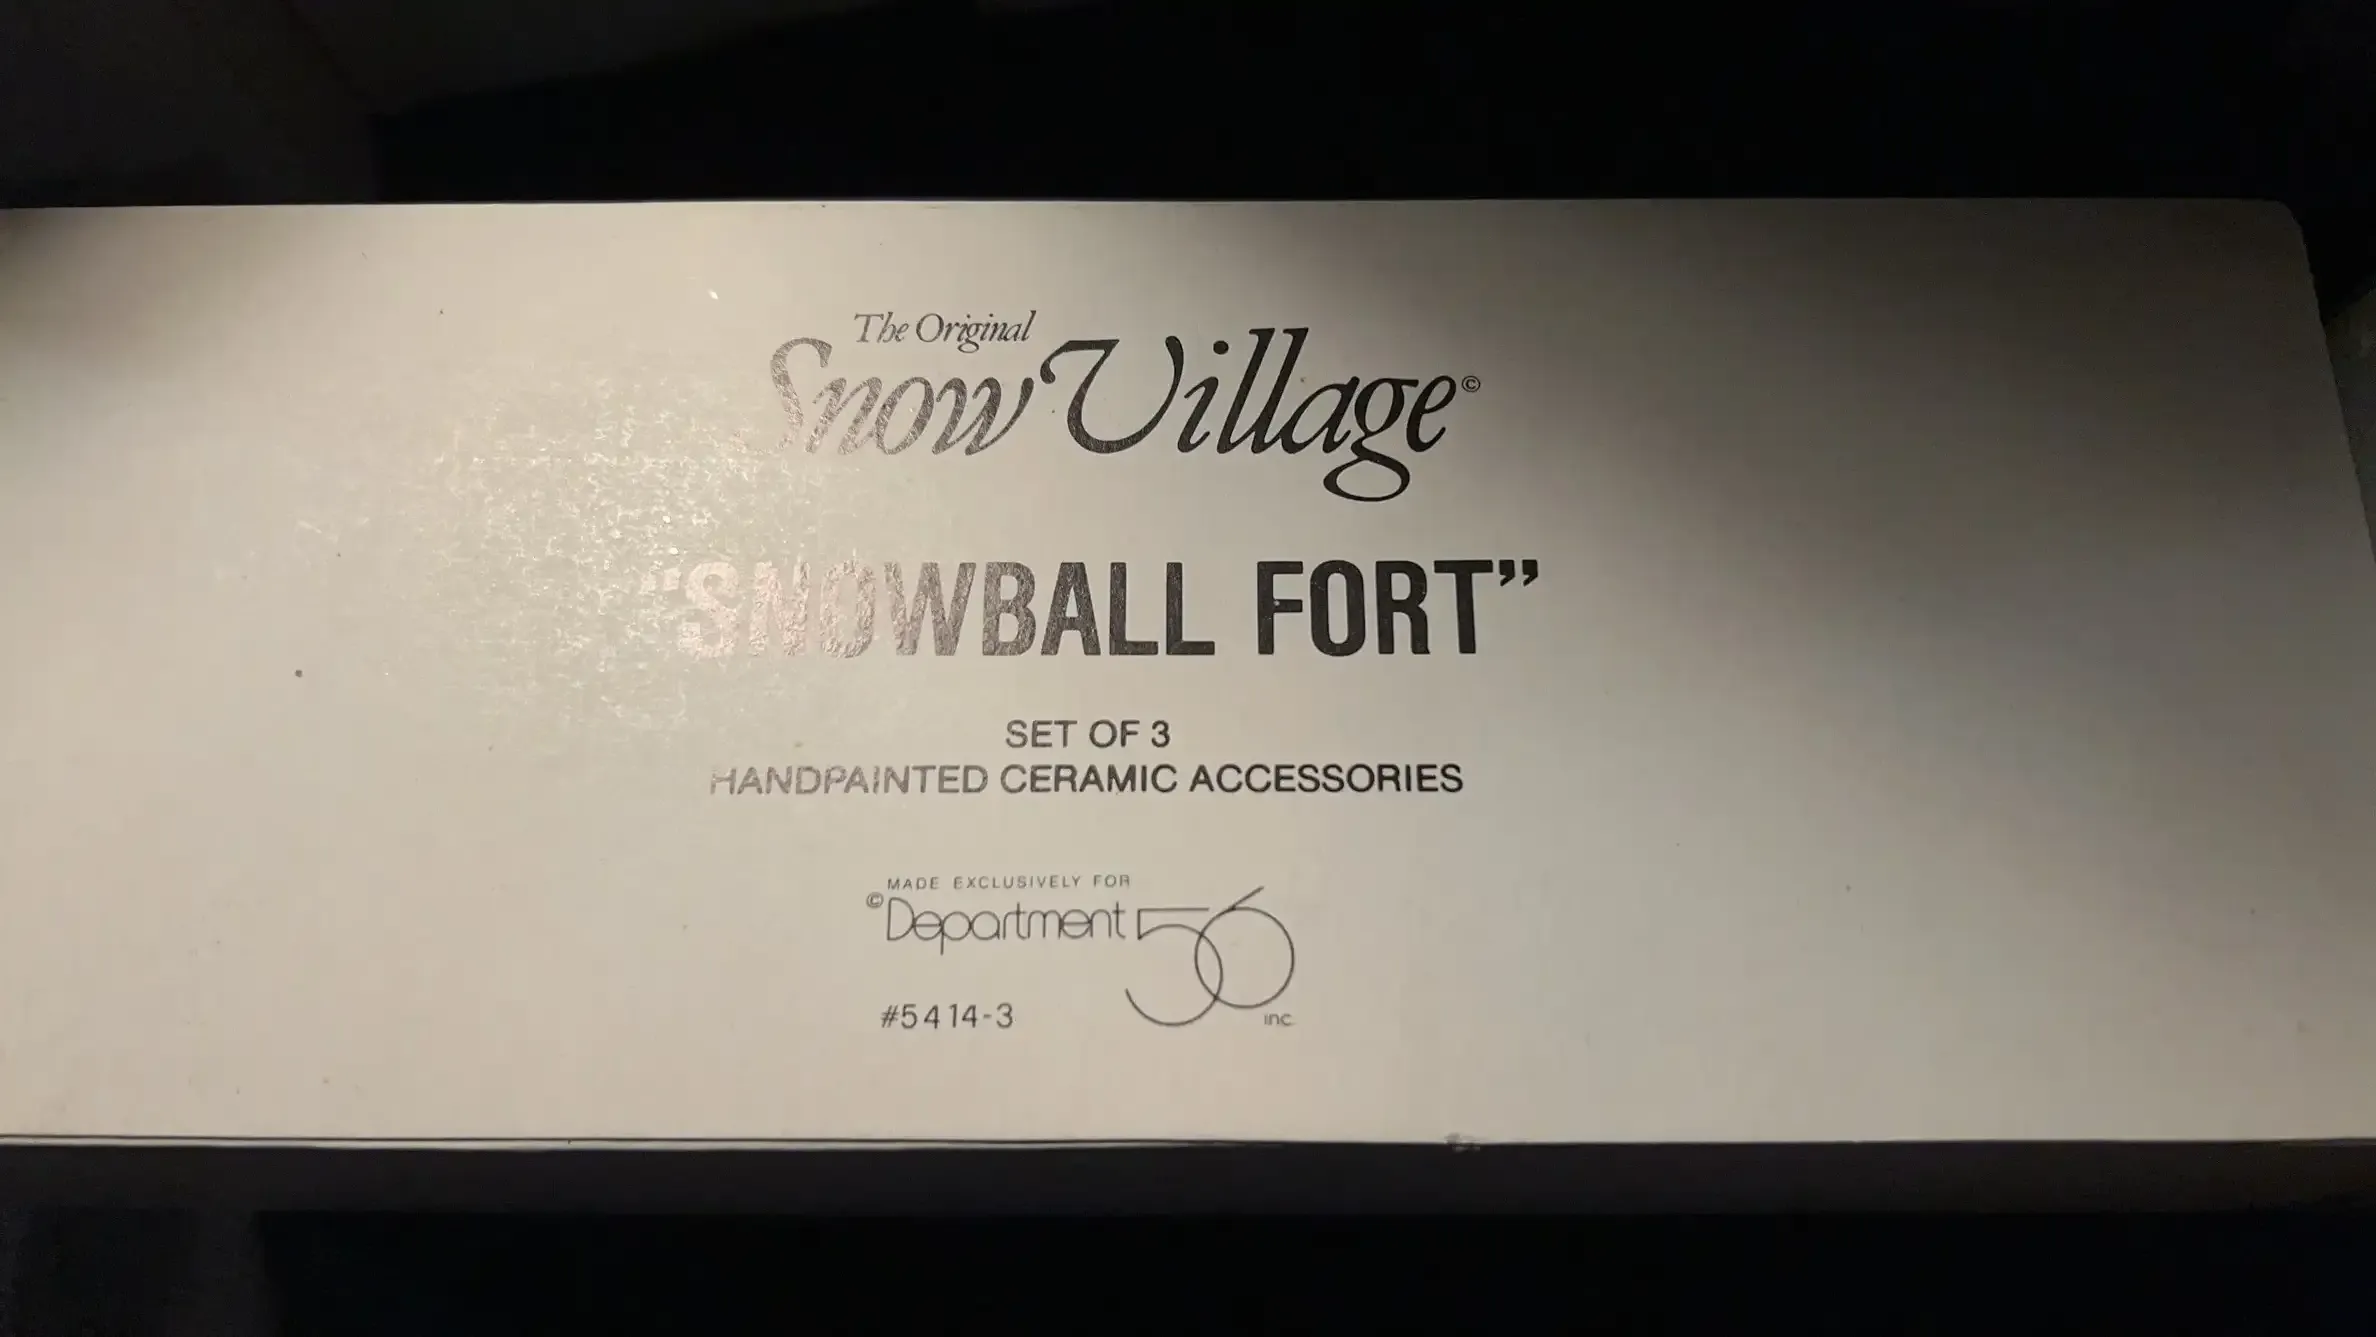 The Original
Snow Village©
"SNOWBALL FORT”
SET OF 3
HANDPAINTED CERAMIC ACCESSORIES
MADE EXCLUSIVELY FOR
©Department 56 inc.
#5414-3